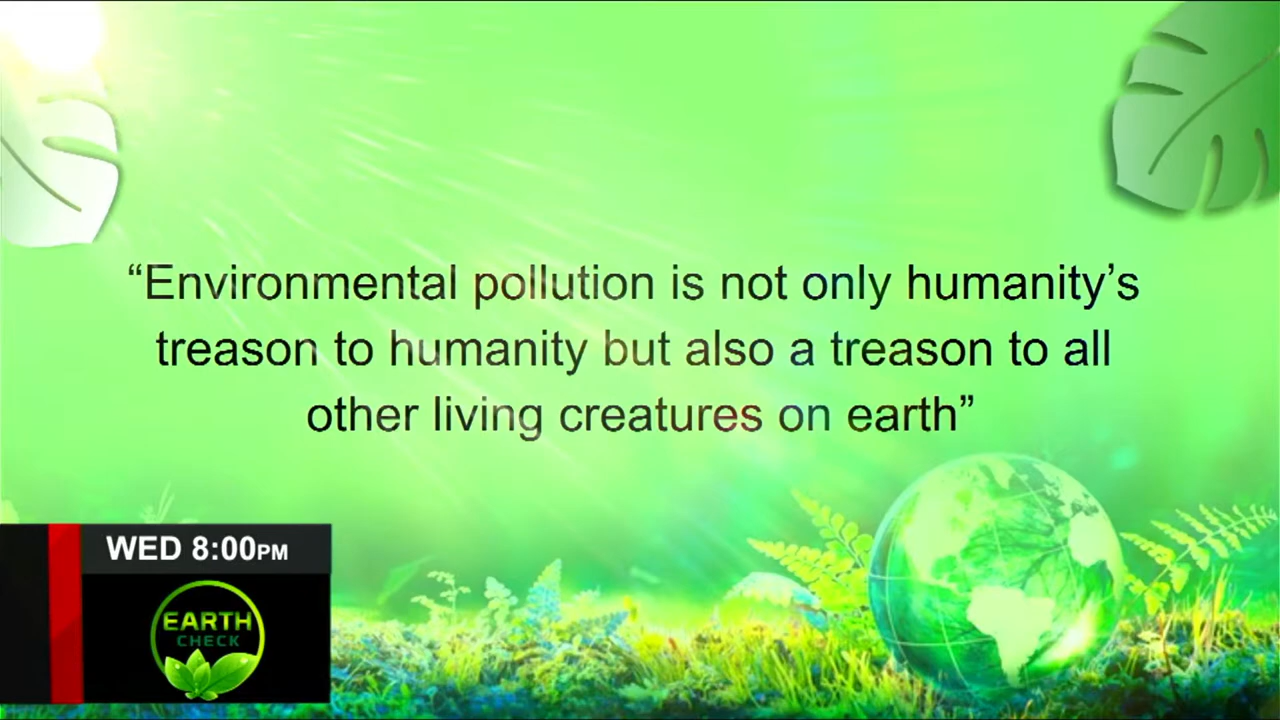 “Environmental pollution is not only humanity’s
treason to humanity but also a treason to all
other living creatures on earth”
WED 8:00PM
EARTH
CHECK